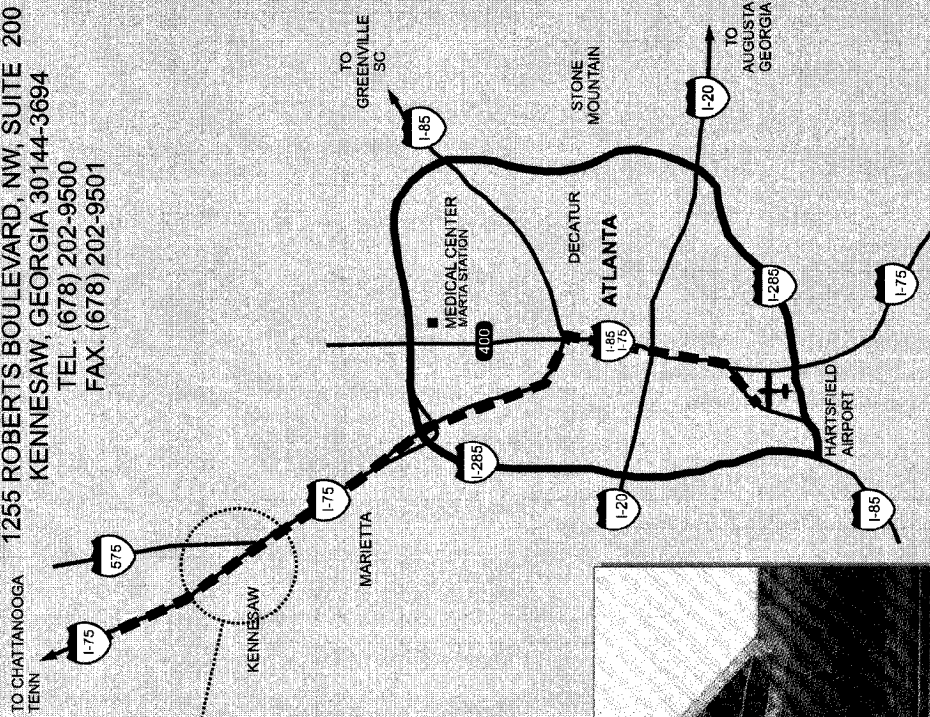 1255 ROBERTS BOULEVARD, NW, SUITE 200
KENNESAW, GEORGIA 30144-3694
TEL. (678) 202-9500
FAX. (678) 202-9501
TO CHATTANOOGA
TENN
I-75
575
KENNESAW
I-75
MARIETTA
TO
GREENVILLE
SC
I-85
MEDICAL CENTER
MARTA STATION
400
I-285
STONE
MOUNTAIN
DECATUR
ATLANTA
I-85
I-75
I-20
I-20
TO
AUGUSTA
GEORGIA
I-285
HARTSFIELD
AIRPORT
I-85
I-75